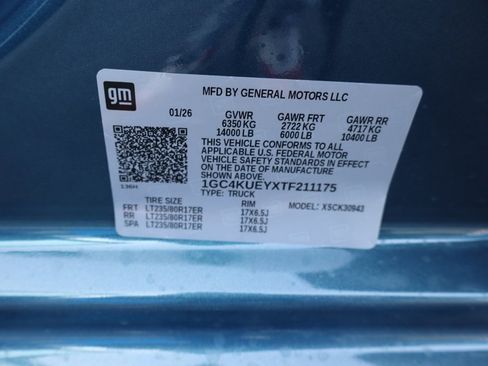 gm
MFD BY GENERAL MOTORS LLC
01/26 GVWR GAWR FRT GAWR RR
6350 KG 2722 KG 4717 KG
14000 LB 6000 LB 10400 LB
THIS VEHICLE CONFORMS TO ALL
APPLICABLE U.S. FEDERAL MOTOR
VEHICLE SAFETY STANDARDS IN EFFECT
ON THE DATE OF MANUFACTURE
SHOWN ABOVE.
1GC4KUEYXTF211175
TYPE: TRUCK
136H
TIRE SIZE RIM MODEL: X5CK30943
FRT LT235/80R17ER 17X6.5J
RR LT235/80R17ER 17X6.5J
SPA LT235/80R17ER 17X6.5J